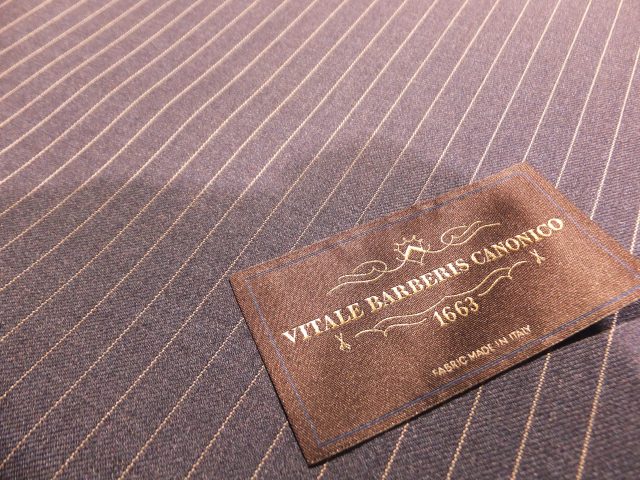 VITALE BARBERIS CANONICO
1663
FABRIC MADE IN ITALY